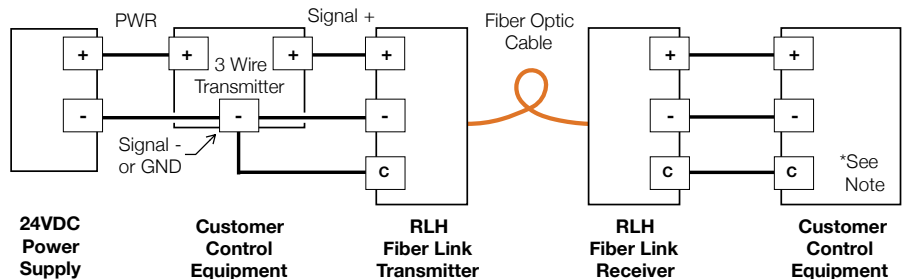 PWR
Signal +
Fiber Optic
Cable
+
+
+
+
+
+
3 Wire
Transmitter
-
-
-
-
-
Signal -
or GND
C
C
C
*See
Note
24VDC
Power
Supply
Customer
Control
Equipment
RLH
Fiber Link
Transmitter
RLH
Fiber Link
Receiver
Customer
Control
Equipment